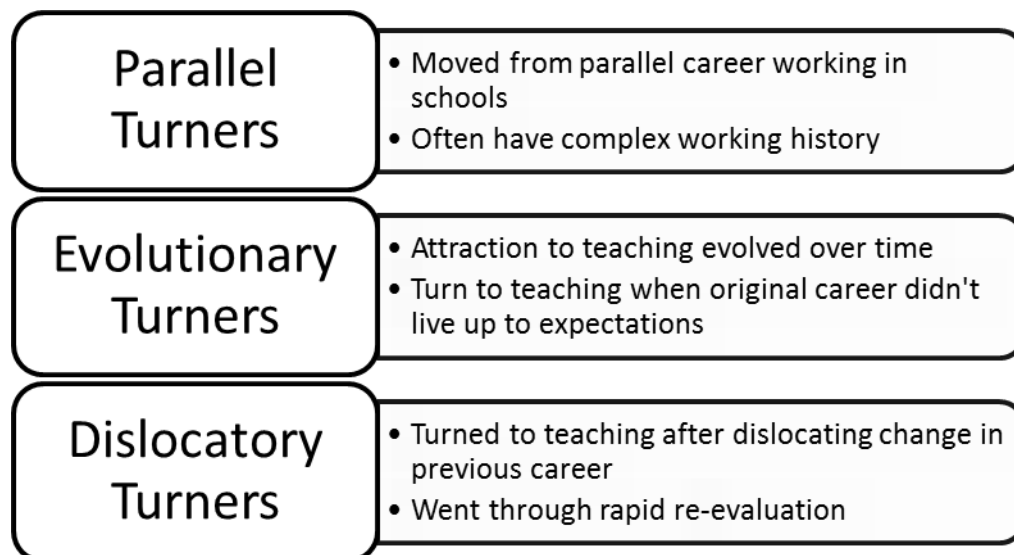 Parallel
Turners
• Moved from parallel career working in
schools
• Often have complex working history
Evolutionary
Turners
• Attraction to teaching evolved over time
• Turn to teaching when original career didn't
live up to expectations
Dislocatory
Turners
• Turned to teaching after dislocating change in
previous career
• Went through rapid re-evaluation